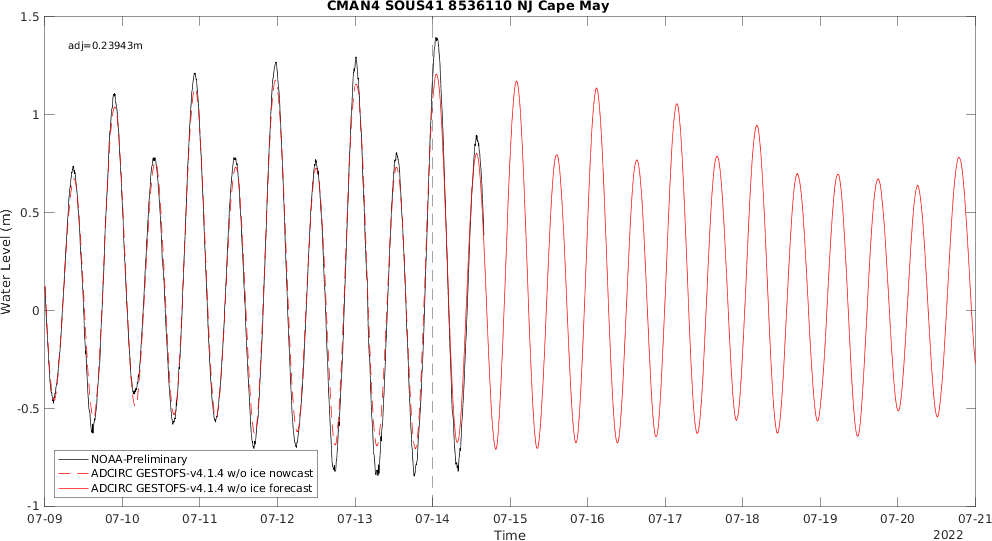 CMAN4 SOUS41 8536110 NJ Cape May
adj=0.23943m
1.5
1
0.5
0
-0.5
-1
Water Level (m)
NOAA-Preliminary
ADCIRC GESTOFS-v4.1.4 w/o ice nowcast
ADCIRC GESTOFS-v4.1.4 w/o ice forecast
07-09 07-10 07-11 07-12 07-13 07-14 07-15 07-16 07-17 07-18 07-19 07-20 07-21
Time
2022